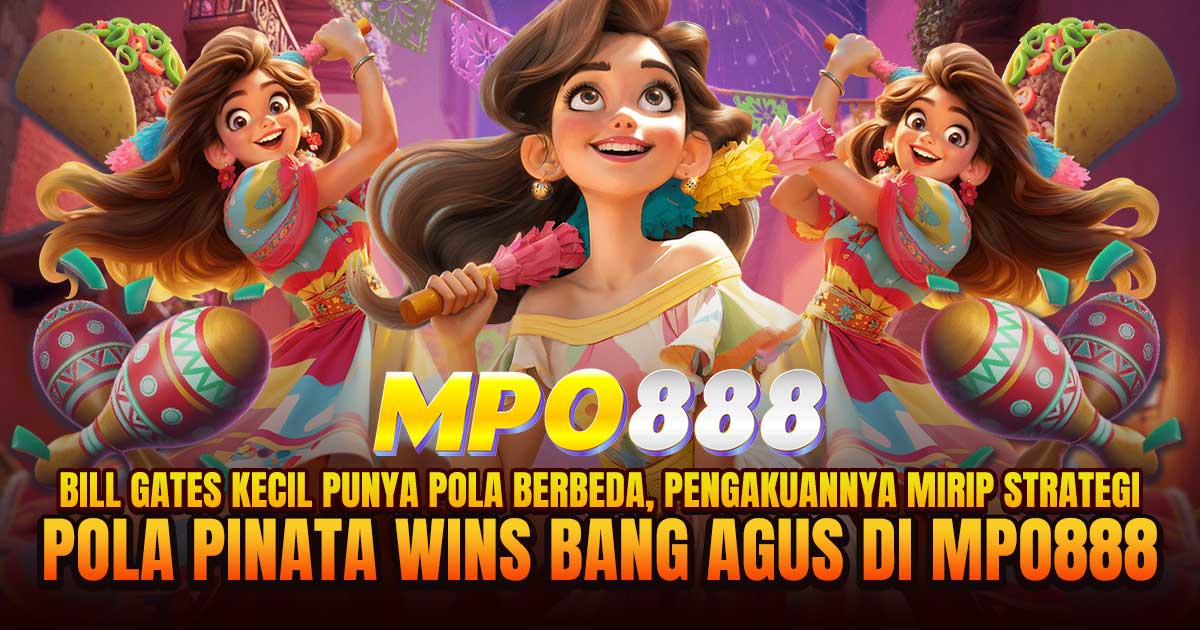 MPO888
BILL GATES KECIL PUNYA POLA BERBEDA, PENGAKUANNYA MIRIP STRATEGI
POLA PINATA WINS BANG AGUS DI MPO888